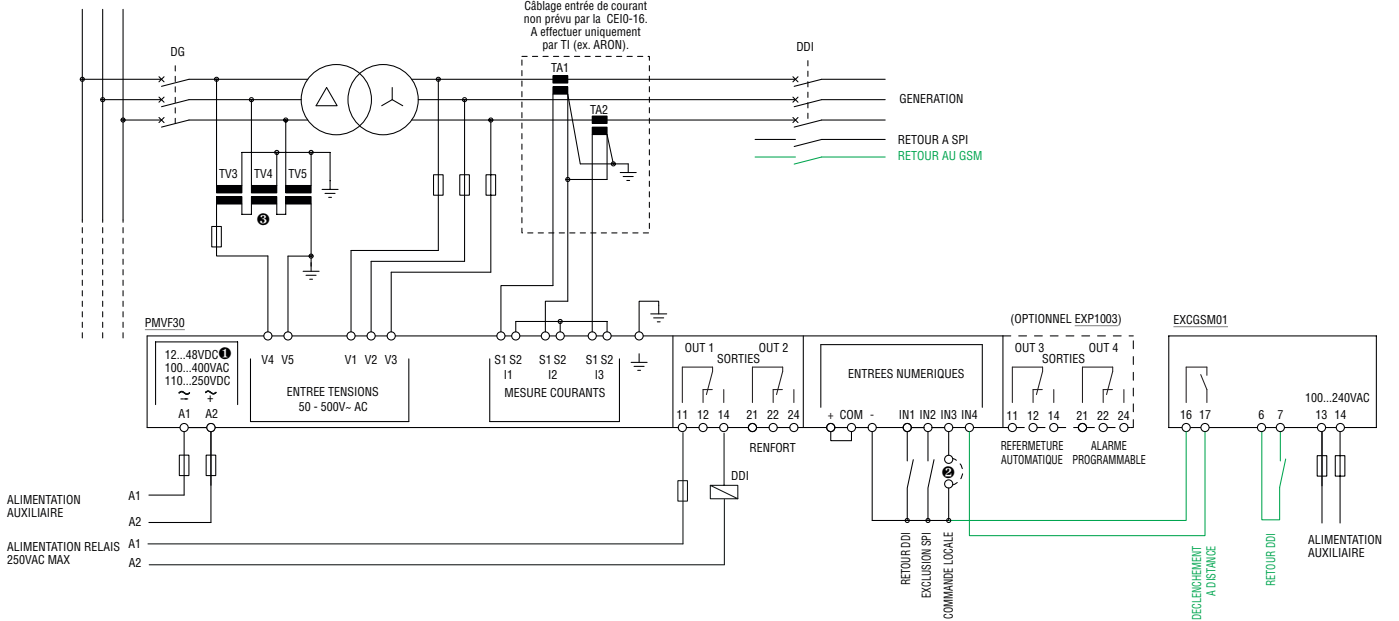 Câblage entrée de courant
non prévu par la CEI0-16.
A effectuer uniquement
par TI (ex. ARON).
DG
TA1
DDI
TA2
GENERATION
RETOUR A SPI
RETOUR AU GSM
TV3 TV4 TV5
❸
PMVF30
(OPTIONNEL EXP1003)
EXCGSM01
12...48VDC❶
100...400VAC
110...250VDC
~ ~
- +
A1 A2
V4 V5 V1 V2 V3
ENTREE TENSIONS
50 - 500V~ AC
S1 S2 S1 S2 S1 S2
I1 I2 I3
MESURE COURANTS
OUT 1 OUT 2
SORTIES
11 12 14 21 22 24
RENFORT
ENTREES NUMERIQUES
+ COM - IN1 IN2 IN3 IN4
OUT 3 OUT 4
SORTIES
11 12 14 21 22 24
REFERMETURE
AUTOMATIQUE
ALARME
PROGRAMMABLE
100...240VAC
16 17 6 7 13 14
❷
DDI
ALIMENTATION
AUXILIAIRE
A1
A2
ALIMENTATION RELAIS
250VAC MAX
A1
A2
RETOUR DDI
EXCLUSION SPI
COMMANDE LOCALE
DECLENCHEMENT
A DISTANCE
RETOUR DDI
ALIMENTATION
AUXILIAIRE